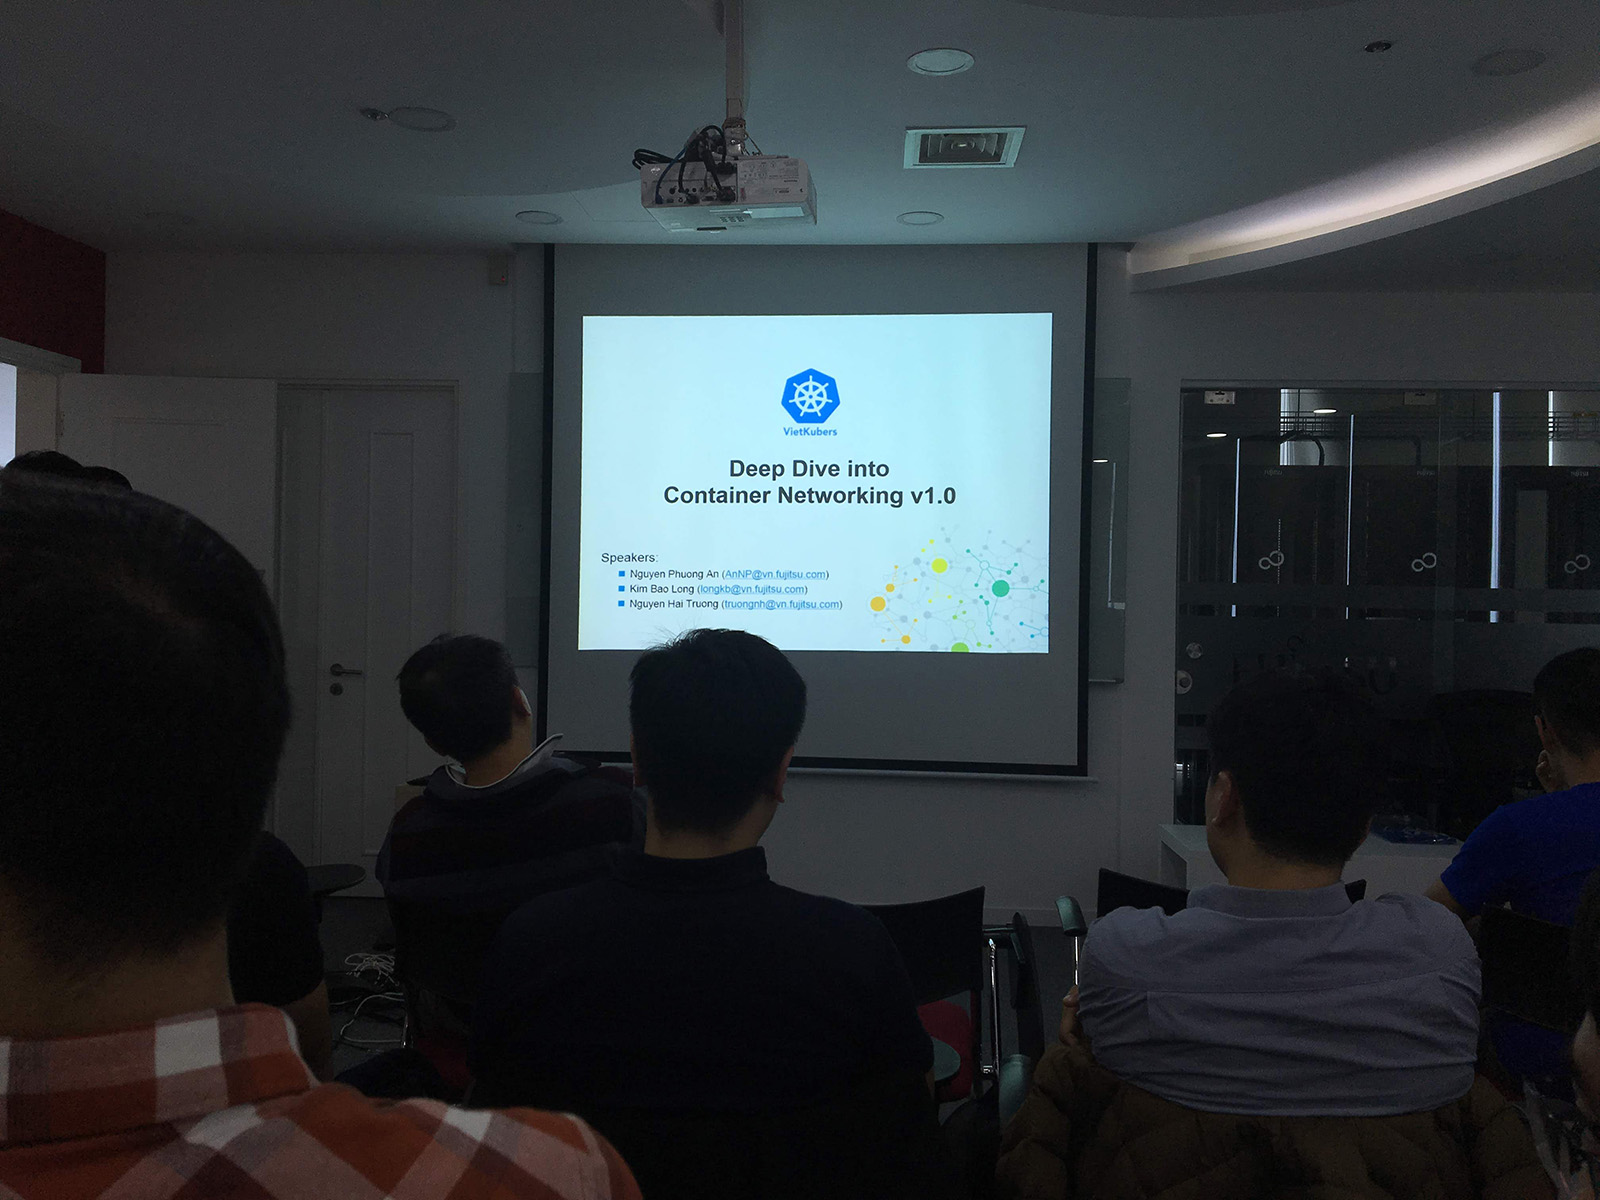 VietKubers
Deep Dive into
Container Networking v1.0
Speakers:
Nguyen Phuong An (AnNP@vn.fujitsu.com)
Kim Bao Long (longkb@vn.fujitsu.com)
Nguyen Hai Truong (truongnh@vn.fujitsu.com)